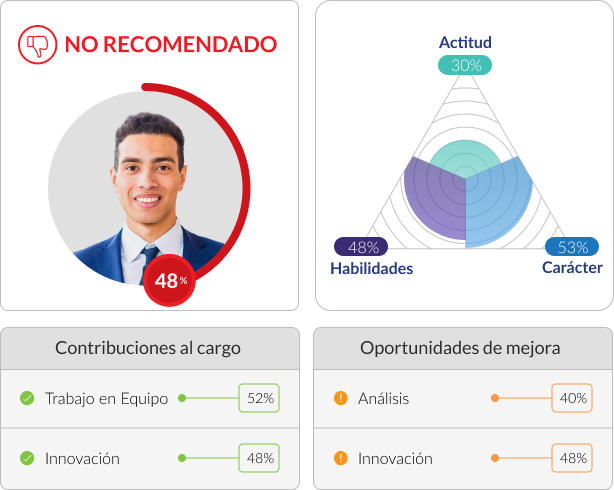 NO RECOMENDADO
48%
Actitud
30%
48%
Habilidades
53%
Carácter
Contribuciones al cargo
Trabajo en Equipo 52%
Innovación 48%
Oportunidades de mejora
Análisis 40%
Innovación 48%